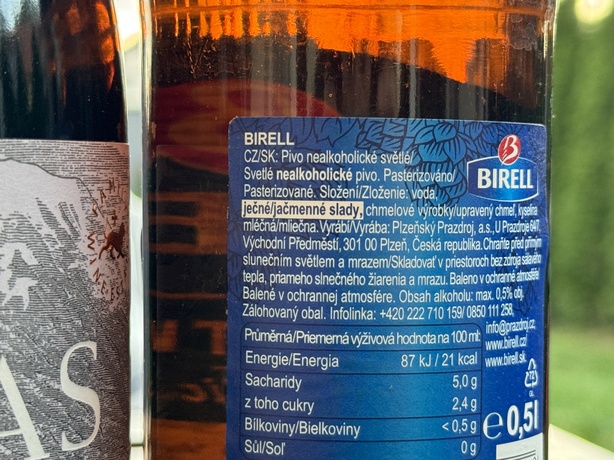 BIRELL
CZ/SK: Pivo nealkoholické světlé/
Svetlé nealkoholické pivo. Pasterizováno/
Pasterizované. Složení/Zloženie: voda,
ječné/jačmenné slady, chmelové výrobky/upravený chmel, kyselina
mléčná/mliečna. Vyrábí/Výraba: Plzeňský Prazdroj, a.s., U Prazdroje 64/7,
Východní Předměstí, 301 00 Plzeň, Česká republika. Chraňte před přímým
slunečním světlem a mrazem/Skladovať v priestoroch bez zdroja sálavého
tepla, priameho slnečného žiarenia a mrazu. Baleno v ochranné atmosféře/
Balené v ochrannej atmosfére. Obsah alkoholu: max. 0,5% obj.
Zálohovaný obal. Infolinka: +420 222 710 159/ 0850 111 258,
info@prazdroj.cz
www.birell.cz/
www.birell.sk
Průměrná/Priemerná výživová hodnota na 100 ml:
Energie/Energia 87 kJ / 21 kcal
Sacharidy 5,0 g
z toho cukry 2,4 g
Bílkoviny/Bielkoviny < 0,5 g
Sůl/Soľ 0 g
BIRELL
e 0,5l
AS